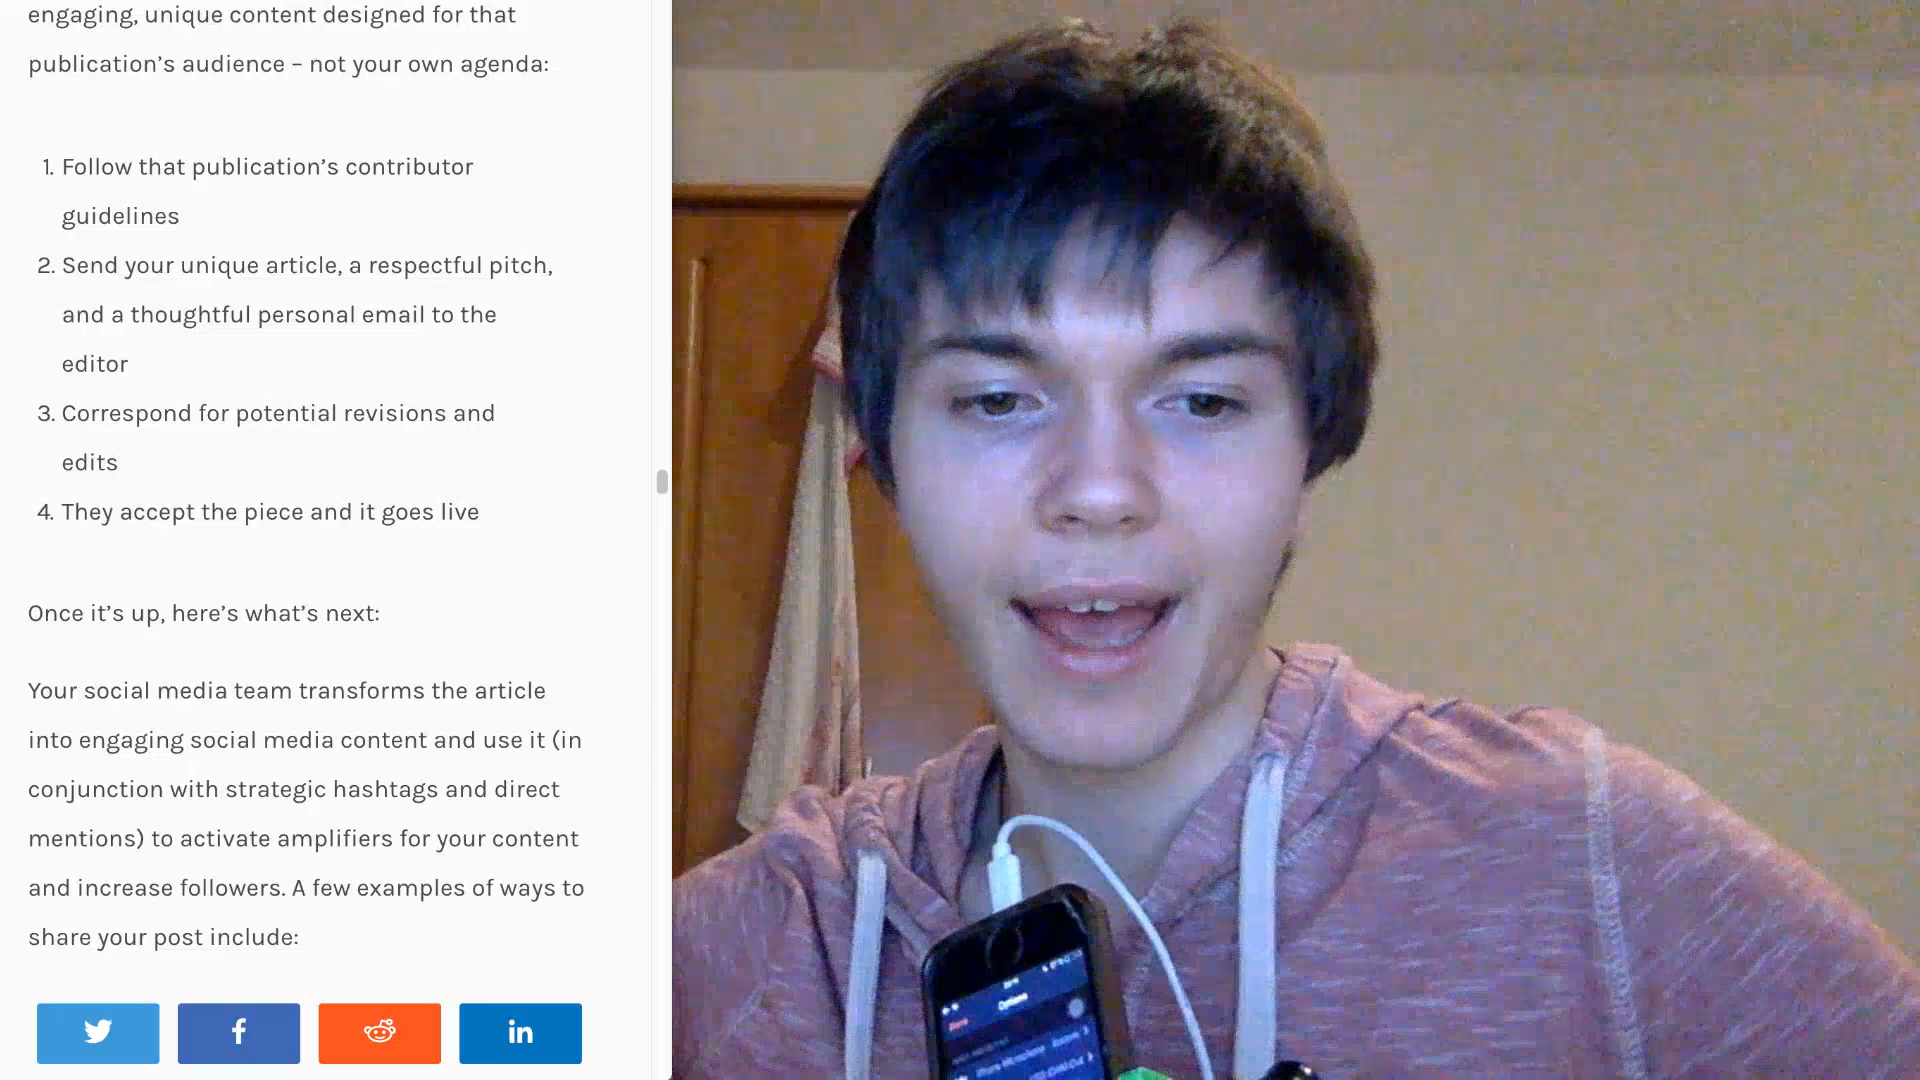 engaging, unique content designed for that
publication’s audience – not your own agenda:
1. Follow that publication’s contributor
guidelines
2. Send your unique article, a respectful pitch,
and a thoughtful personal email to the
editor
3. Correspond for potential revisions and
edits
4. They accept the piece and it goes live
Once it’s up, here’s what’s next:
Your social media team transforms the article
into engaging social media content and use it (in
conjunction with strategic hashtags and direct
mentions) to activate amplifiers for your content
and increase followers. A few examples of ways to
share your post include:
f
in
Options